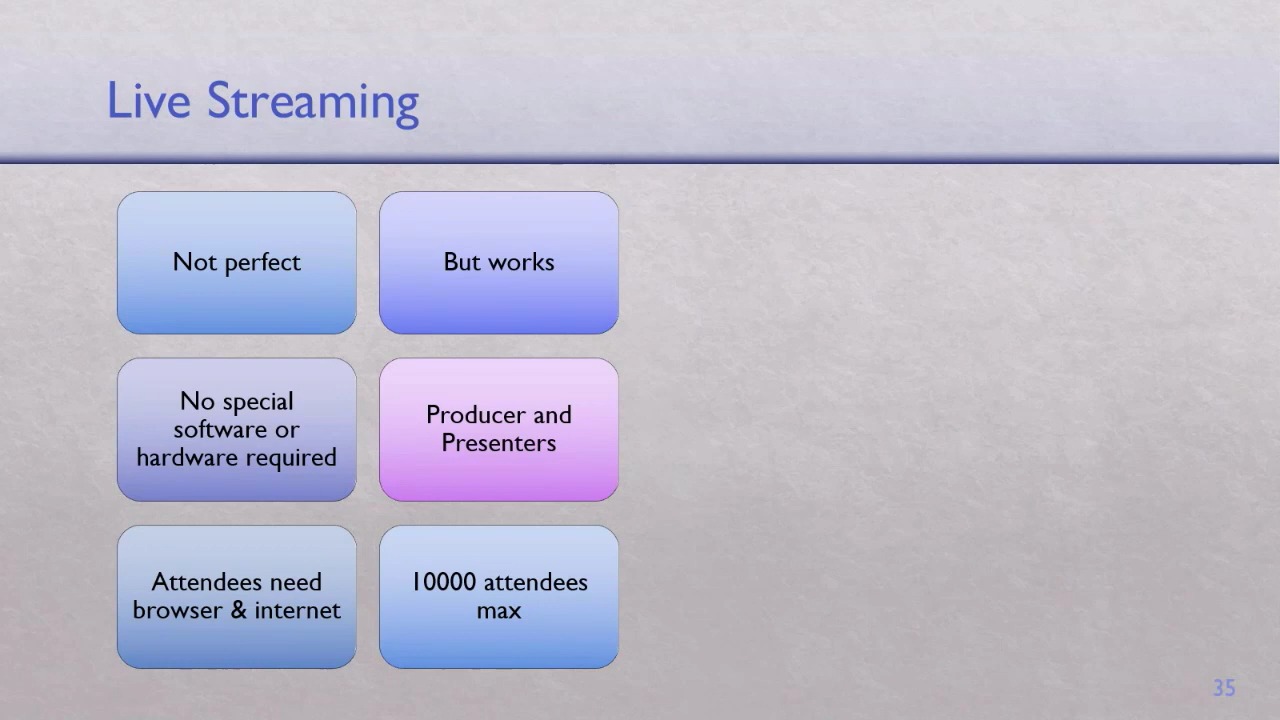 Live Streaming
Not perfect
But works
No special
software or
hardware required
Producer and
Presenters
Attendees need
browser & internet
10000 attendees
max
35